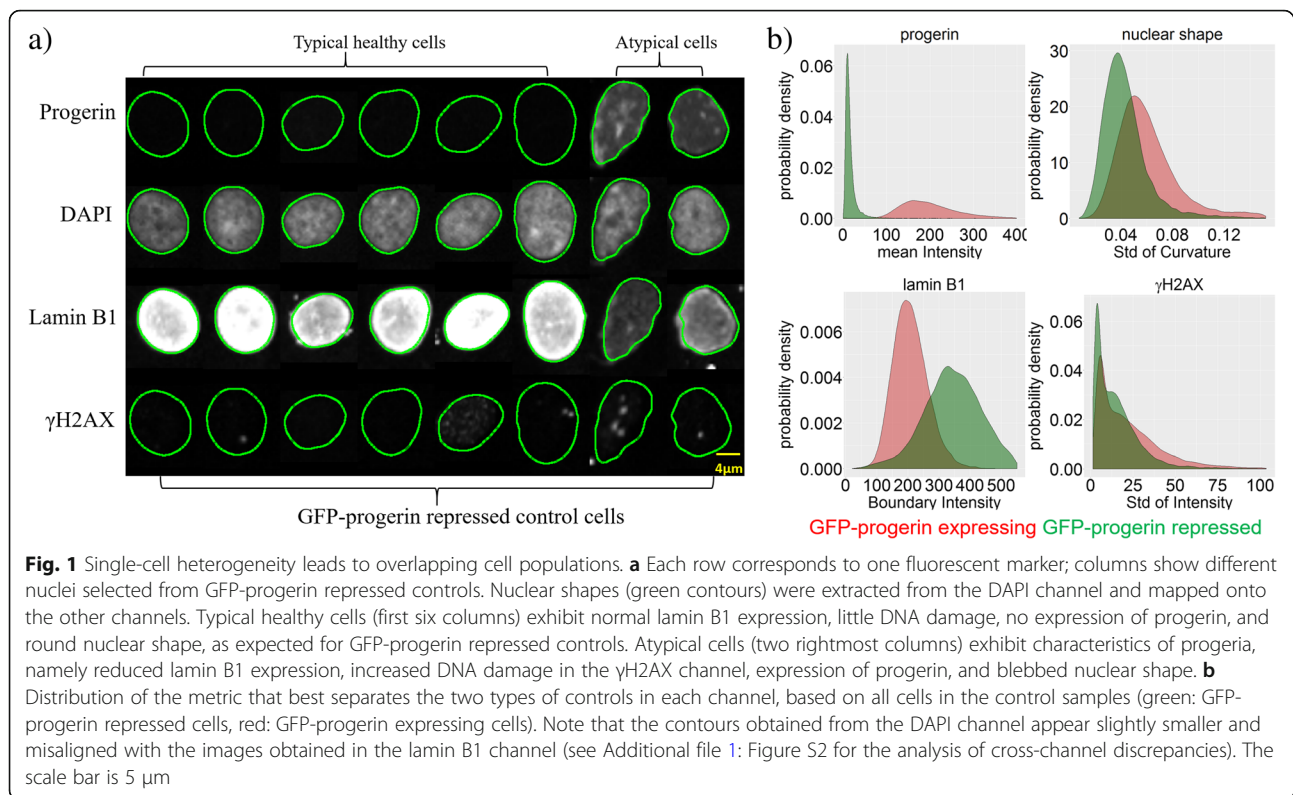 a)
Typical healthy cells
Atypical cells
Progerin
DAPI
Lamin B1
γH2AX
4μm
GFP-progerin repressed control cells
b)
progerin
probability density
0.06
0.04
0.02
0.00
0 100 200 300 400
mean Intensity
nuclear shape
probability density
30
20
10
0
0.04 0.08 0.12
Std of Curvature
lamin B1
probability density
0.006
0.004
0.002
0.000
0 100 200 300 400 500
Boundary Intensity
γH2AX
probability density
0.06
0.04
0.02
0.00
0 25 50 75 100
Std of Intensity
GFP-progerin expressing GFP-progerin repressed
Fig. 1 Single-cell heterogeneity leads to overlapping cell populations. a Each row corresponds to one fluorescent marker; columns show different
nuclei selected from GFP-progerin repressed controls. Nuclear shapes (green contours) were extracted from the DAPI channel and mapped onto
the other channels. Typical healthy cells (first six columns) exhibit normal lamin B1 expression, little DNA damage, no expression of progerin, and
round nuclear shape, as expected for GFP-progerin repressed controls. Atypical cells (two rightmost columns) exhibit characteristics of progeria,
namely reduced lamin B1 expression, increased DNA damage in the γH2AX channel, expression of progerin, and blebbed nuclear shape. b
Distribution of the metric that best separates the two types of controls in each channel, based on all cells in the control samples (green: GFP-
progerin repressed cells, red: GFP-progerin expressing cells). Note that the contours obtained from the DAPI channel appear slightly smaller and
misaligned with the images obtained in the lamin B1 channel (see Additional file 1: Figure S2 for the analysis of cross-channel discrepancies). The
scale bar is 5 μm